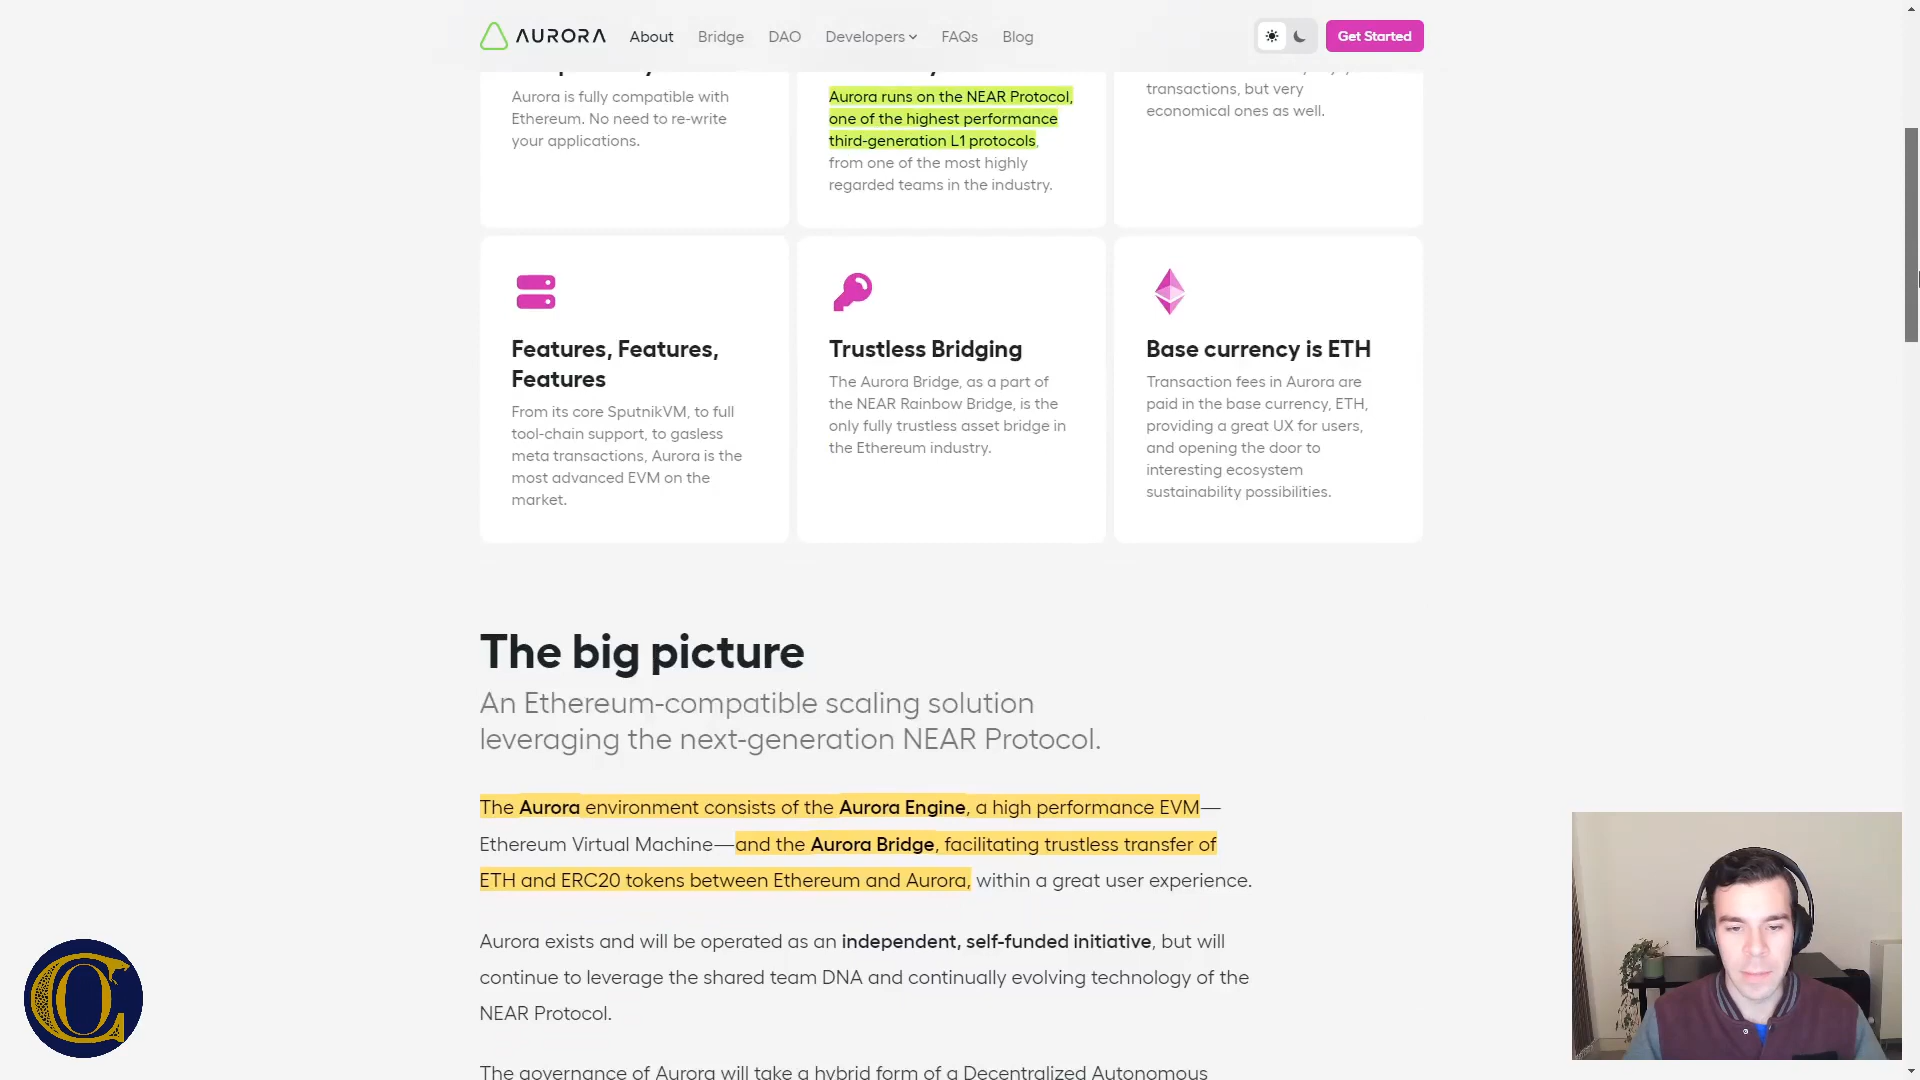 AURORA
About
Bridge
DAO
Developers
FAQs
Blog
Get Started
Aurora is fully compatible with
Ethereum. No need to re-write
your applications.
Aurora runs on the NEAR Protocol,
one of the highest performance
third-generation L1 protocols,
from one of the most highly
regarded teams in the industry.
transactions, but very
economical ones as well.
Features, Features,
Features
From its core SputnikVM, to full
tool-chain support, to gasless
meta transactions, Aurora is the
most advanced EVM on the
market.
Trustless Bridging
The Aurora Bridge, as a part of
the NEAR Rainbow Bridge, is the
only fully trustless asset bridge in
the Ethereum industry.
Base currency is ETH
Transaction fees in Aurora are
paid in the base currency, ETH,
providing a great UX for users,
and opening the door to
interesting ecosystem
sustainability possibilities.
The big picture
An Ethereum-compatible scaling solution
leveraging the next-generation NEAR Protocol.
The Aurora environment consists of the Aurora Engine, a high performance EVM—
Ethereum Virtual Machine—and the Aurora Bridge, facilitating trustless transfer of
ETH and ERC20 tokens between Ethereum and Aurora, within a great user experience.
Aurora exists and will be operated as an independent, self-funded initiative, but will
continue to leverage the shared team DNA and continually evolving technology of the
NEAR Protocol.
The governance of Aurora will take a hybrid form of a Decentralized Autonomous